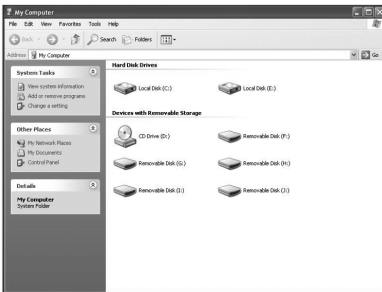 My Computer
File Edit View Favorites Tools Help
Back Search Folders
Address My Computer Go
System Tasks
View system information
Add or remove programs
Change a setting
Other Places
My Network Places
My Documents
Control Panel
Details
My Computer
System Folder
Hard Disk Drives
Local Disk (C:) Local Disk (E:)
Devices with Removable Storage
CD Drive (D:) Removable Disk (F:)
Removable Disk (G:) Removable Disk (H:)
Removable Disk (I:) Removable Disk (J:)